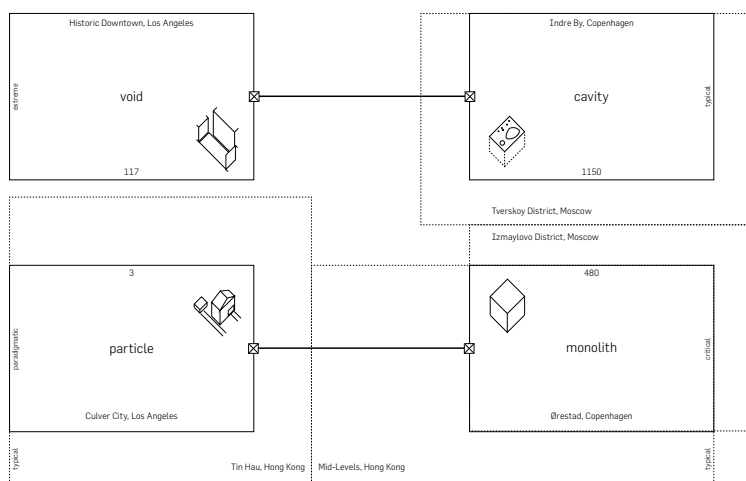 Historic Downtown, Los Angeles
extreme
void
117
Indre By, Copenhagen
cavity
typical
1150
Tverskoy District, Moscow
Izmaylovo District, Moscow
3
paradigmatic
particle
Culver City, Los Angeles
480
monolith
critical
Ørestad, Copenhagen
typical
Tin Hau, Hong Kong
Mid-Levels, Hong Kong
typical